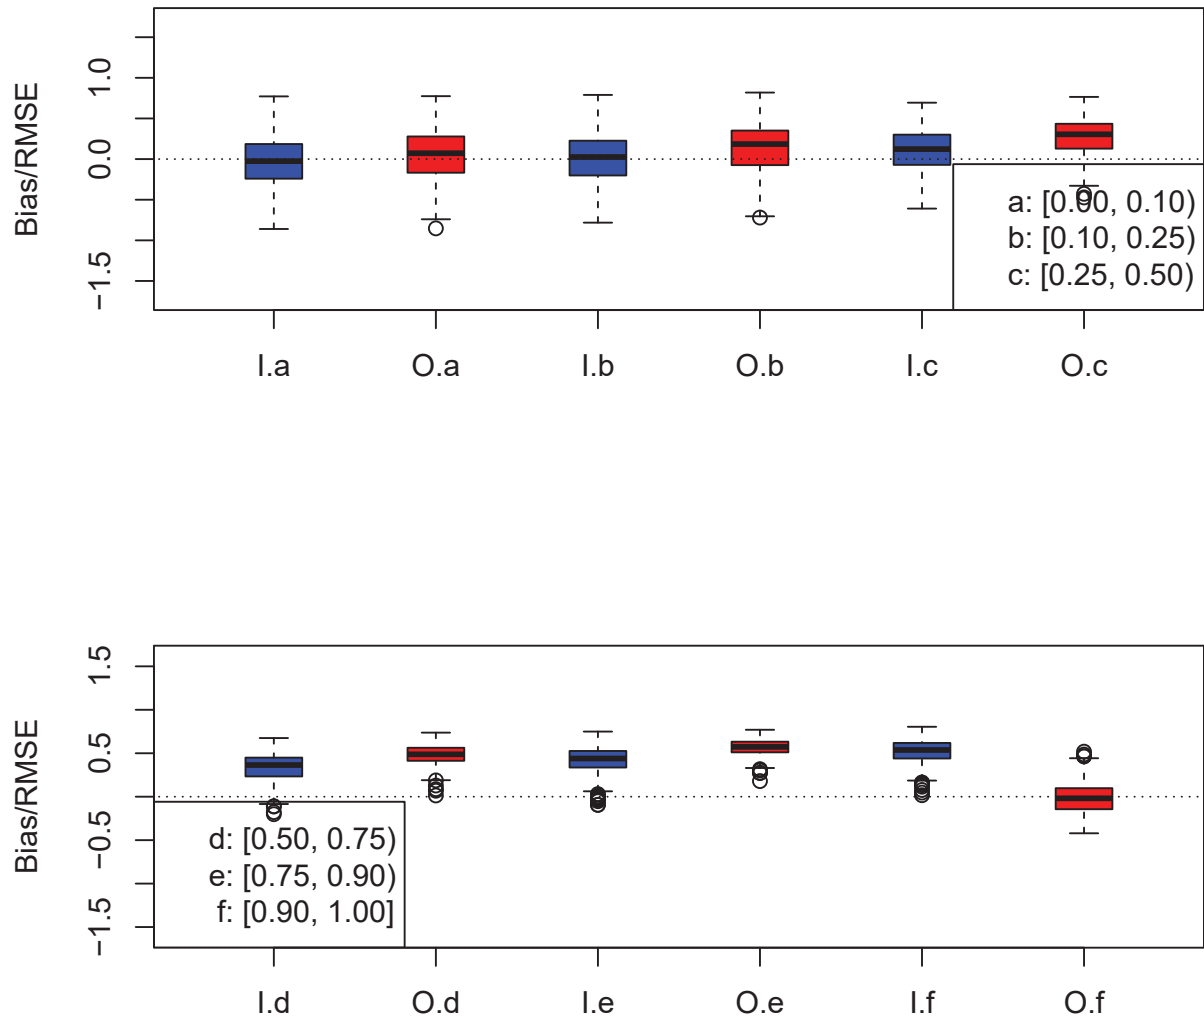 Bias/RMSE
1.0
0.0
−1.5
a: [0.00, 0.10)
b: [0.10, 0.25)
c: [0.25, 0.50)
I.a O.a I.b O.b I.c O.c
Bias/RMSE
1.5
0.5
−0.5
−1.5
d: [0.50, 0.75)
e: [0.75, 0.90)
f: [0.90, 1.00]
I.d O.d I.e O.e I.f O.f